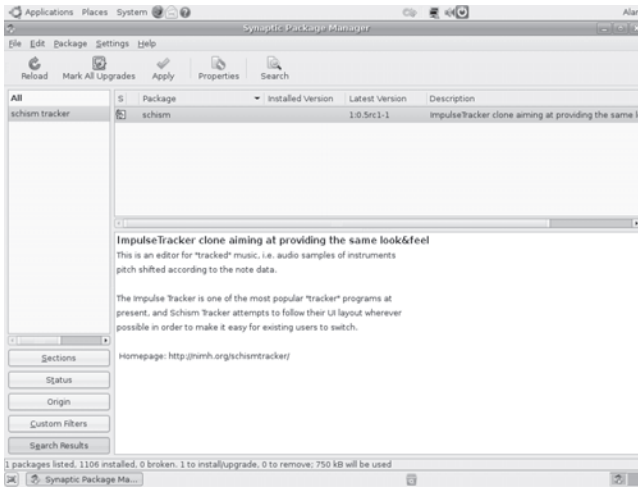 Applications Places System
Alan
Synaptic Package Manager
File Edit Package Settings Help
Reload Mark All Upgrades Apply Properties Search
All
schism tracker
S Package Installed Version Latest Version Description
schism 1:0.5rc1-1 ImpulseTracker clone aiming at providing the same
ImpulseTracker clone aiming at providing the same look&feel
This is an editor for "tracked" music, i.e. audio samples of instruments
pitch shifted according to the note data.
The Impulse Tracker is one of the most popular "tracker" programs at
present, and Schism Tracker attempts to follow their UI layout wherever
possible in order to make it easy for existing users to switch.
Homepage: http://nimh.org/schismtracker/
Sections
Status
Origin
Custom Filters
Search Results
1 packages listed, 1106 installed, 0 broken. 1 to install/upgrade, 0 to remove; 750 kB will be used
Synaptic Package Ma...